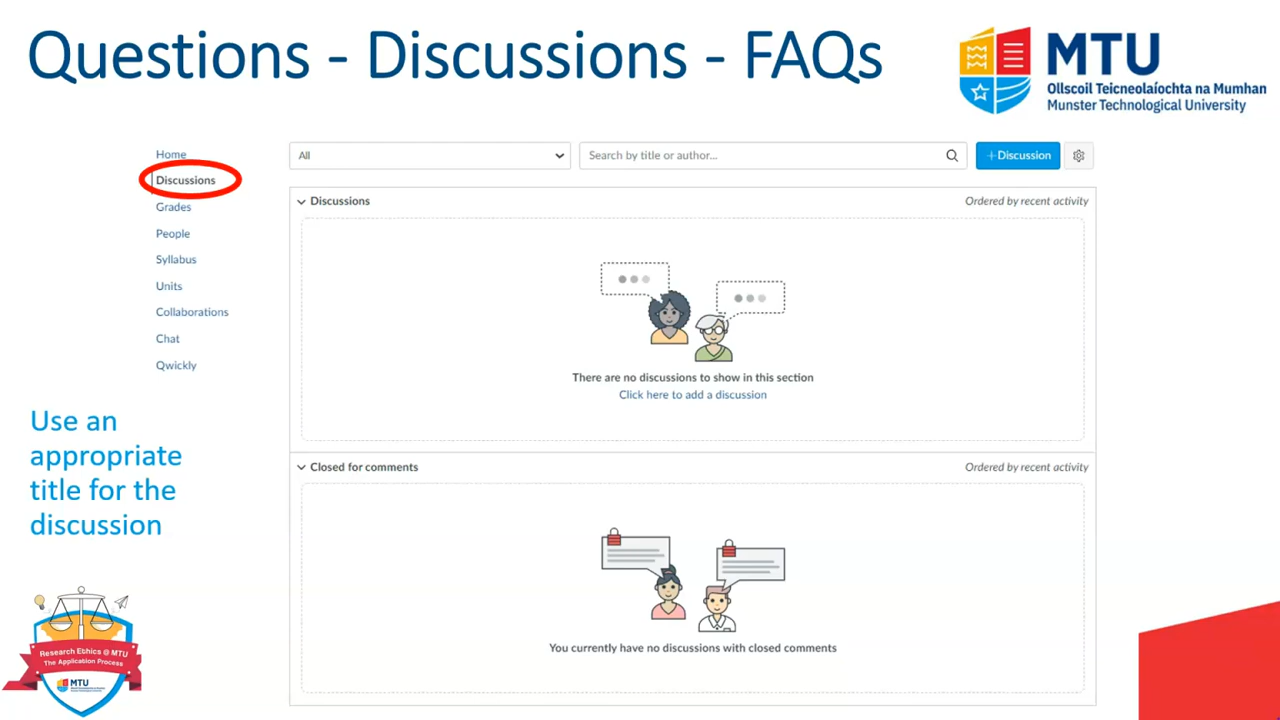 Questions - Discussions - FAQs
MTU
Ollscoil Teicneolaíochta na Mumhan
Munster Technological University
Home
Discussions
Grades
People
Syllabus
Units
Collaborations
Chat
Qwickly
All
Search by title or author...
+Discussion
Discussions
Ordered by recent activity
There are no discussions to show in this section
Click here to add a discussion
Closed for comments
Ordered by recent activity
You currently have no discussions with closed comments
Use an
appropriate
title for the
discussion
Research Ethics @ MTU
The Application Process
MTU